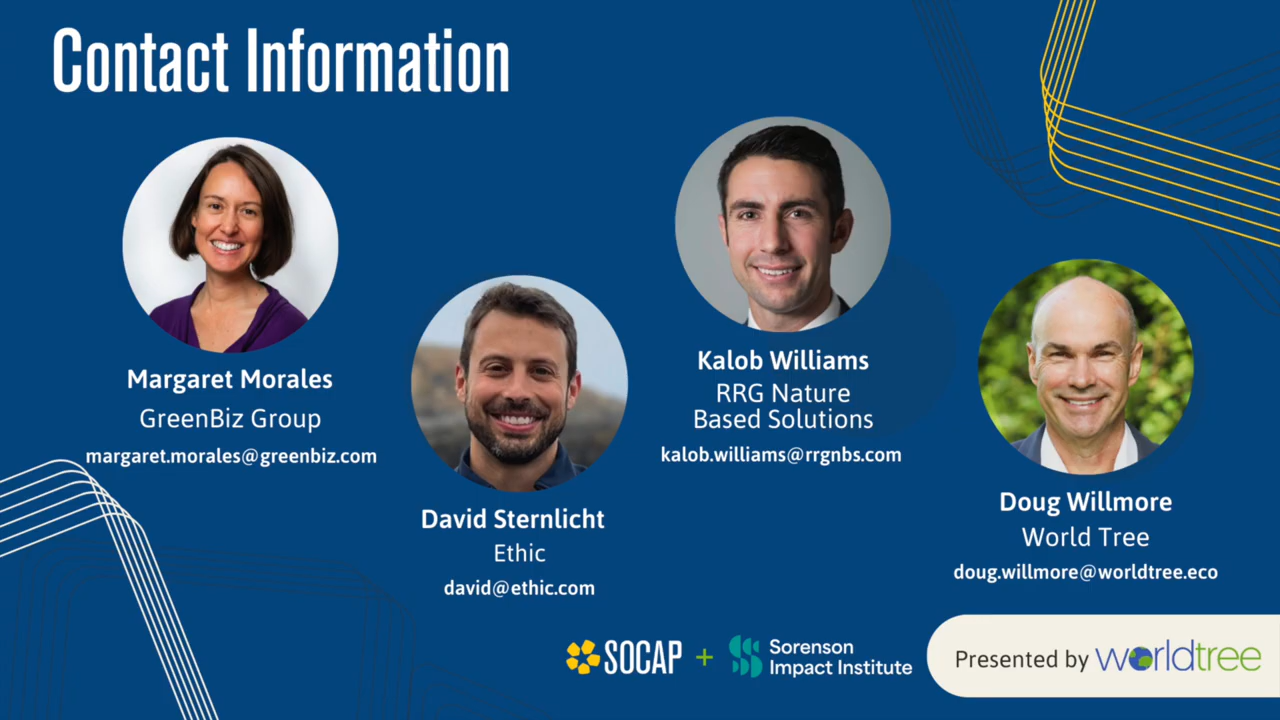 Contact Information
Margaret Morales
GreenBiz Group
margaret.morales@greenbiz.com
David Sternlicht
Ethic
david@ethic.com
Kalob Williams
RRG Nature
Based Solutions
kalob.williams@rrgnbs.com
Doug Willmore
World Tree
doug.willmore@worldtree.eco
SOCAP + Sorenson
Impact Institute
Presented by worldtree